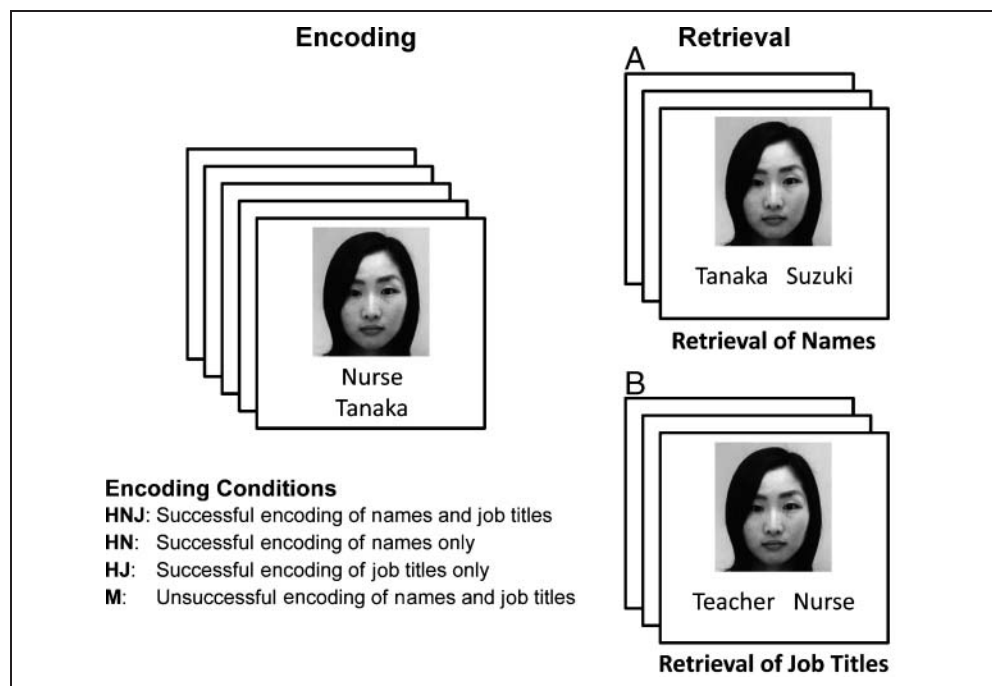 Encoding
Nurse
Tanaka
Encoding Conditions
HNJ: Successful encoding of names and job titles
HN: Successful encoding of names only
HJ: Successful encoding of job titles only
M: Unsuccessful encoding of names and job titles
Retrieval
A
Tanaka Suzuki
Retrieval of Names
B
Teacher Nurse
Retrieval of Job Titles